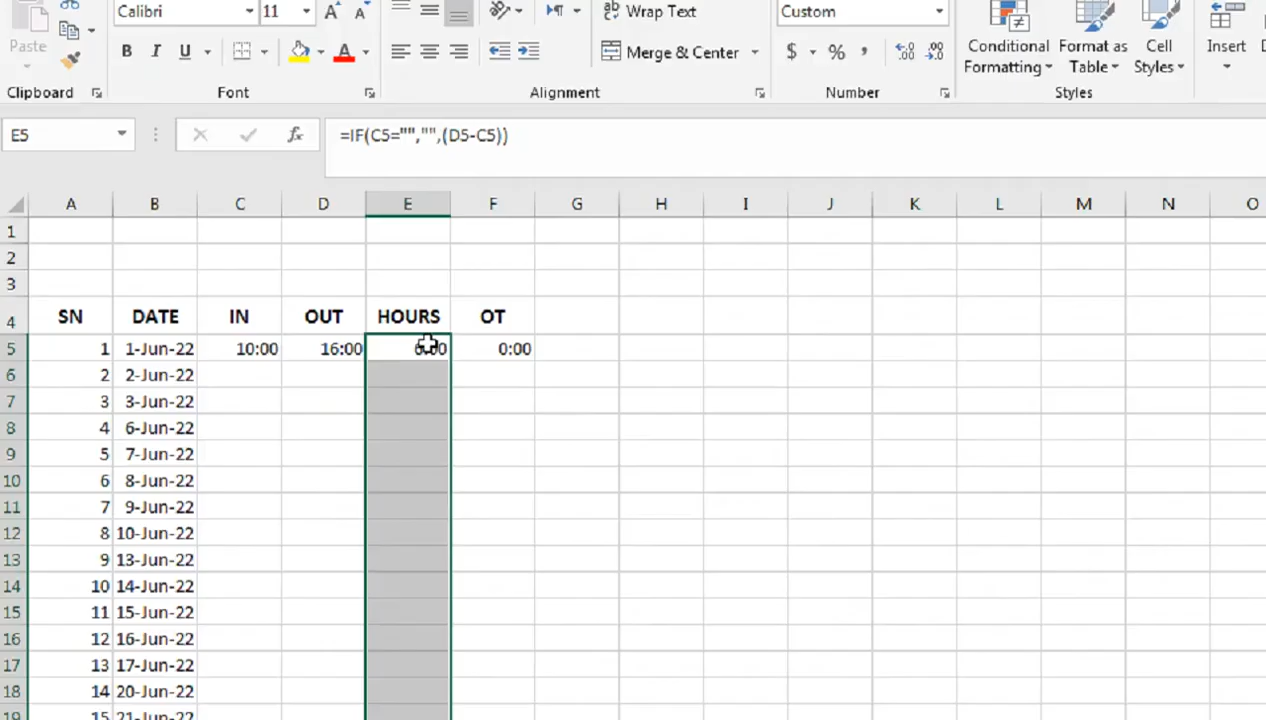 Calibri 11 Wrap Text Custom
Paste B I U Merge & Center $ % , Conditional Formatting Format as Table Cell Styles Insert
Clipboard Font Alignment Number Styles
E5 fx =IF(C5="","",(D5-C5))
A B C D E F G H I J K L M N O
1
2
3
4 SN DATE IN OUT HOURS OT
5 1 1-Jun-22 10:00 16:00 0:00
6 2 2-Jun-22
7 3 3-Jun-22
8 4 6-Jun-22
9 5 7-Jun-22
10 6 8-Jun-22
11 7 9-Jun-22
12 8 10-Jun-22
13 9 13-Jun-22
14 10 14-Jun-22
15 11 15-Jun-22
16 12 16-Jun-22
17 13 17-Jun-22
18 14 20-Jun-22
19 15 21-Jun-22